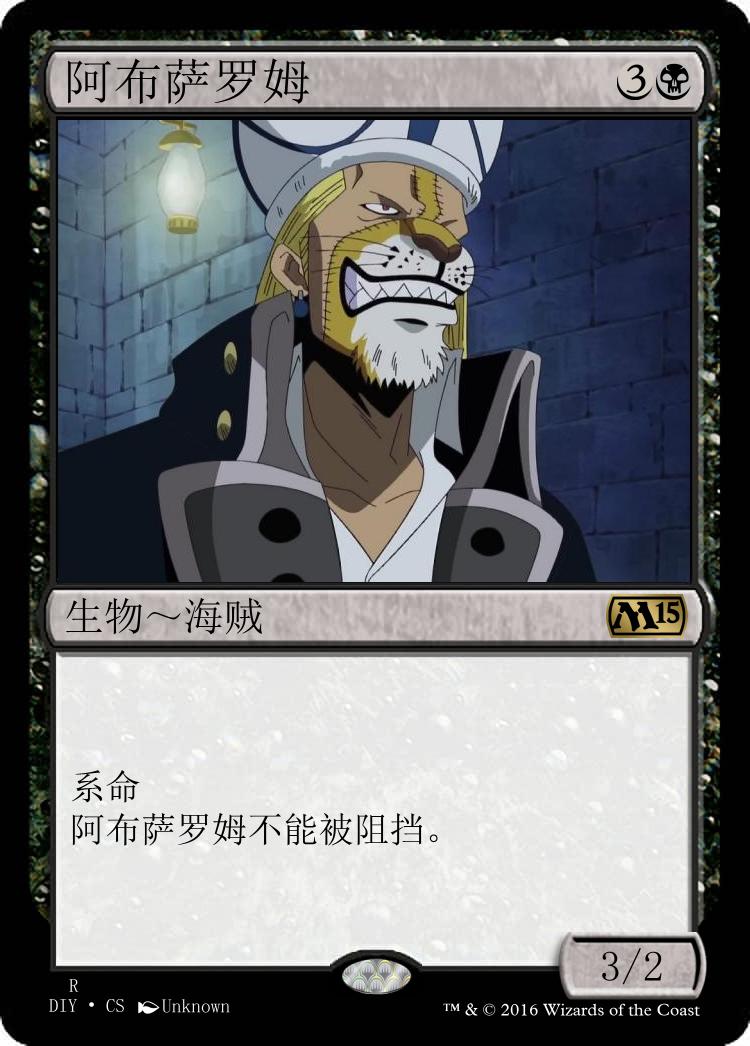 阿布萨罗姆 3
生物～海贼 M15
系命
阿布萨罗姆不能被阻挡。
3/2
R
DIY • CS Unknown
™ & © 2016 Wizards of the Coast